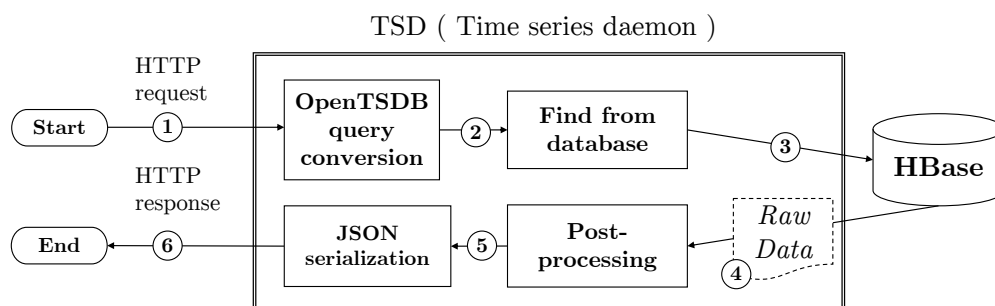 TSD ( Time series daemon )
HTTP
request
Start
1
OpenTSDB
query
conversion
2
Find from
database
3
HBase
HTTP
response
End
6
JSON
serialization
5
Post-
processing
Raw
Data
4